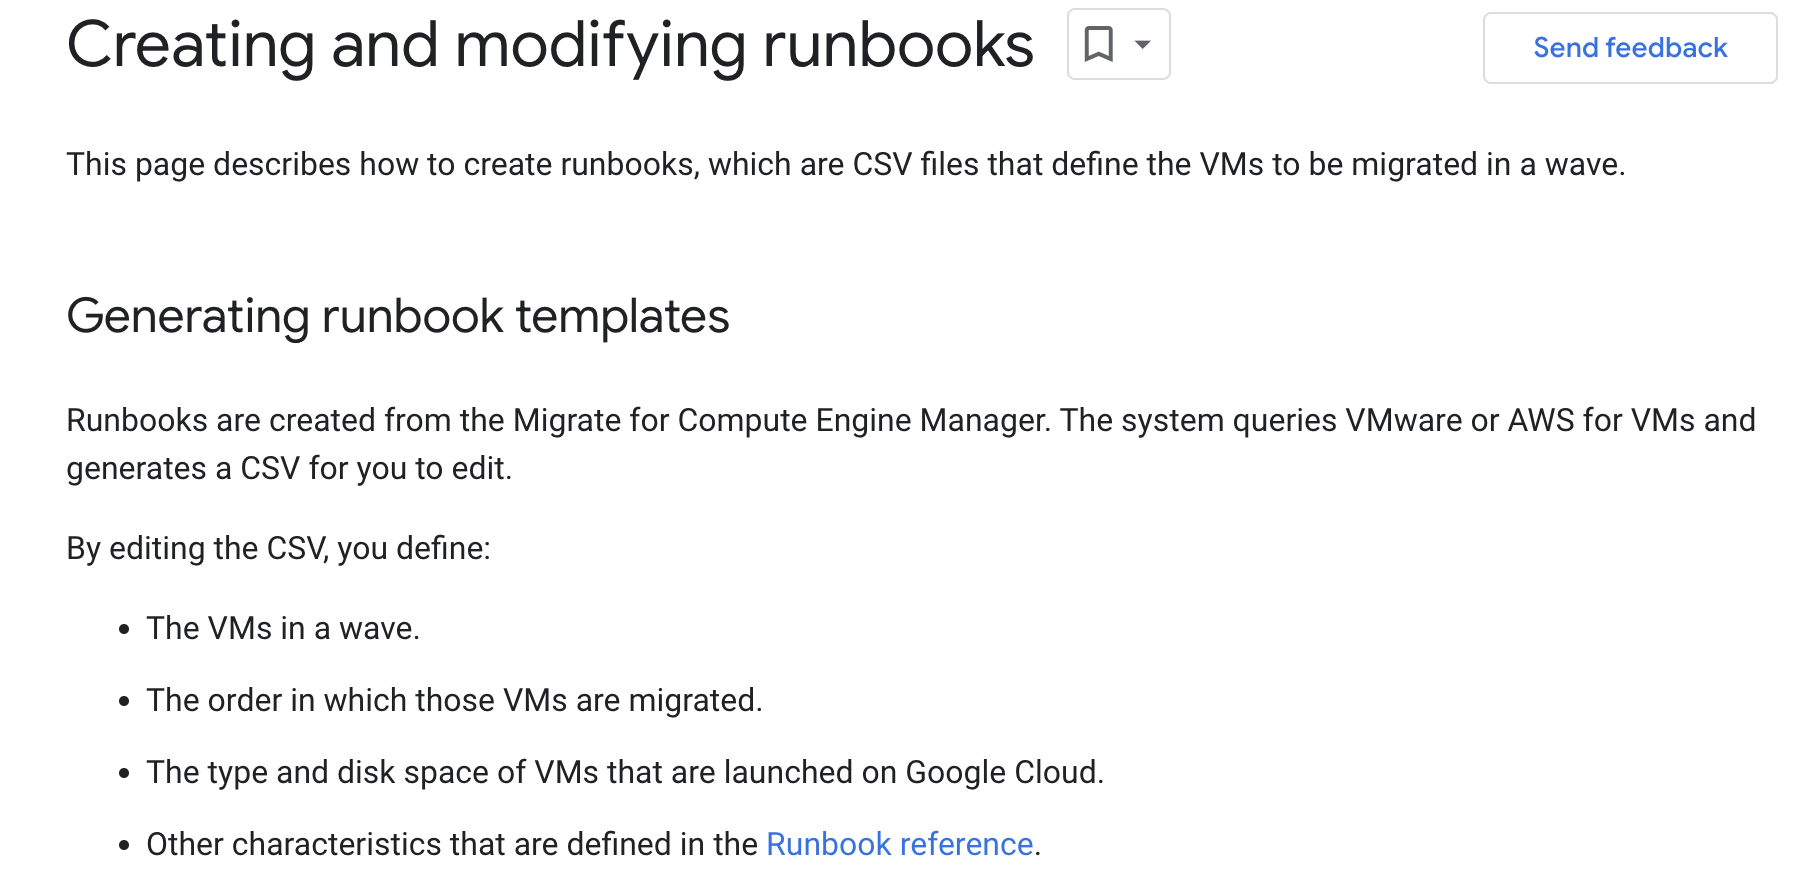 Creating and modifying runbooks
Send feedback
This page describes how to create runbooks, which are CSV files that define the VMs to be migrated in a wave.
Generating runbook templates
Runbooks are created from the Migrate for Compute Engine Manager. The system queries VMware or AWS for VMs and
generates a CSV for you to edit.
By editing the CSV, you define:
• The VMs in a wave.
• The order in which those VMs are migrated.
• The type and disk space of VMs that are launched on Google Cloud.
• Other characteristics that are defined in the Runbook reference.